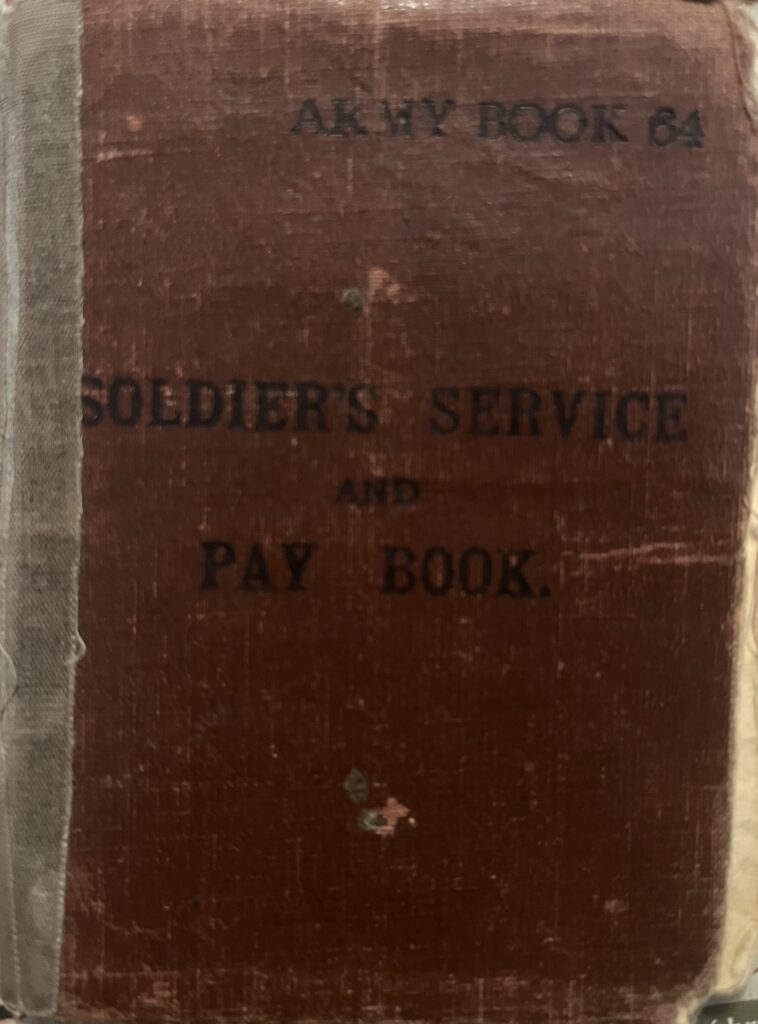 ARMY BOOK 64
SOLDIER'S SERVICE
AND
PAY BOOK.